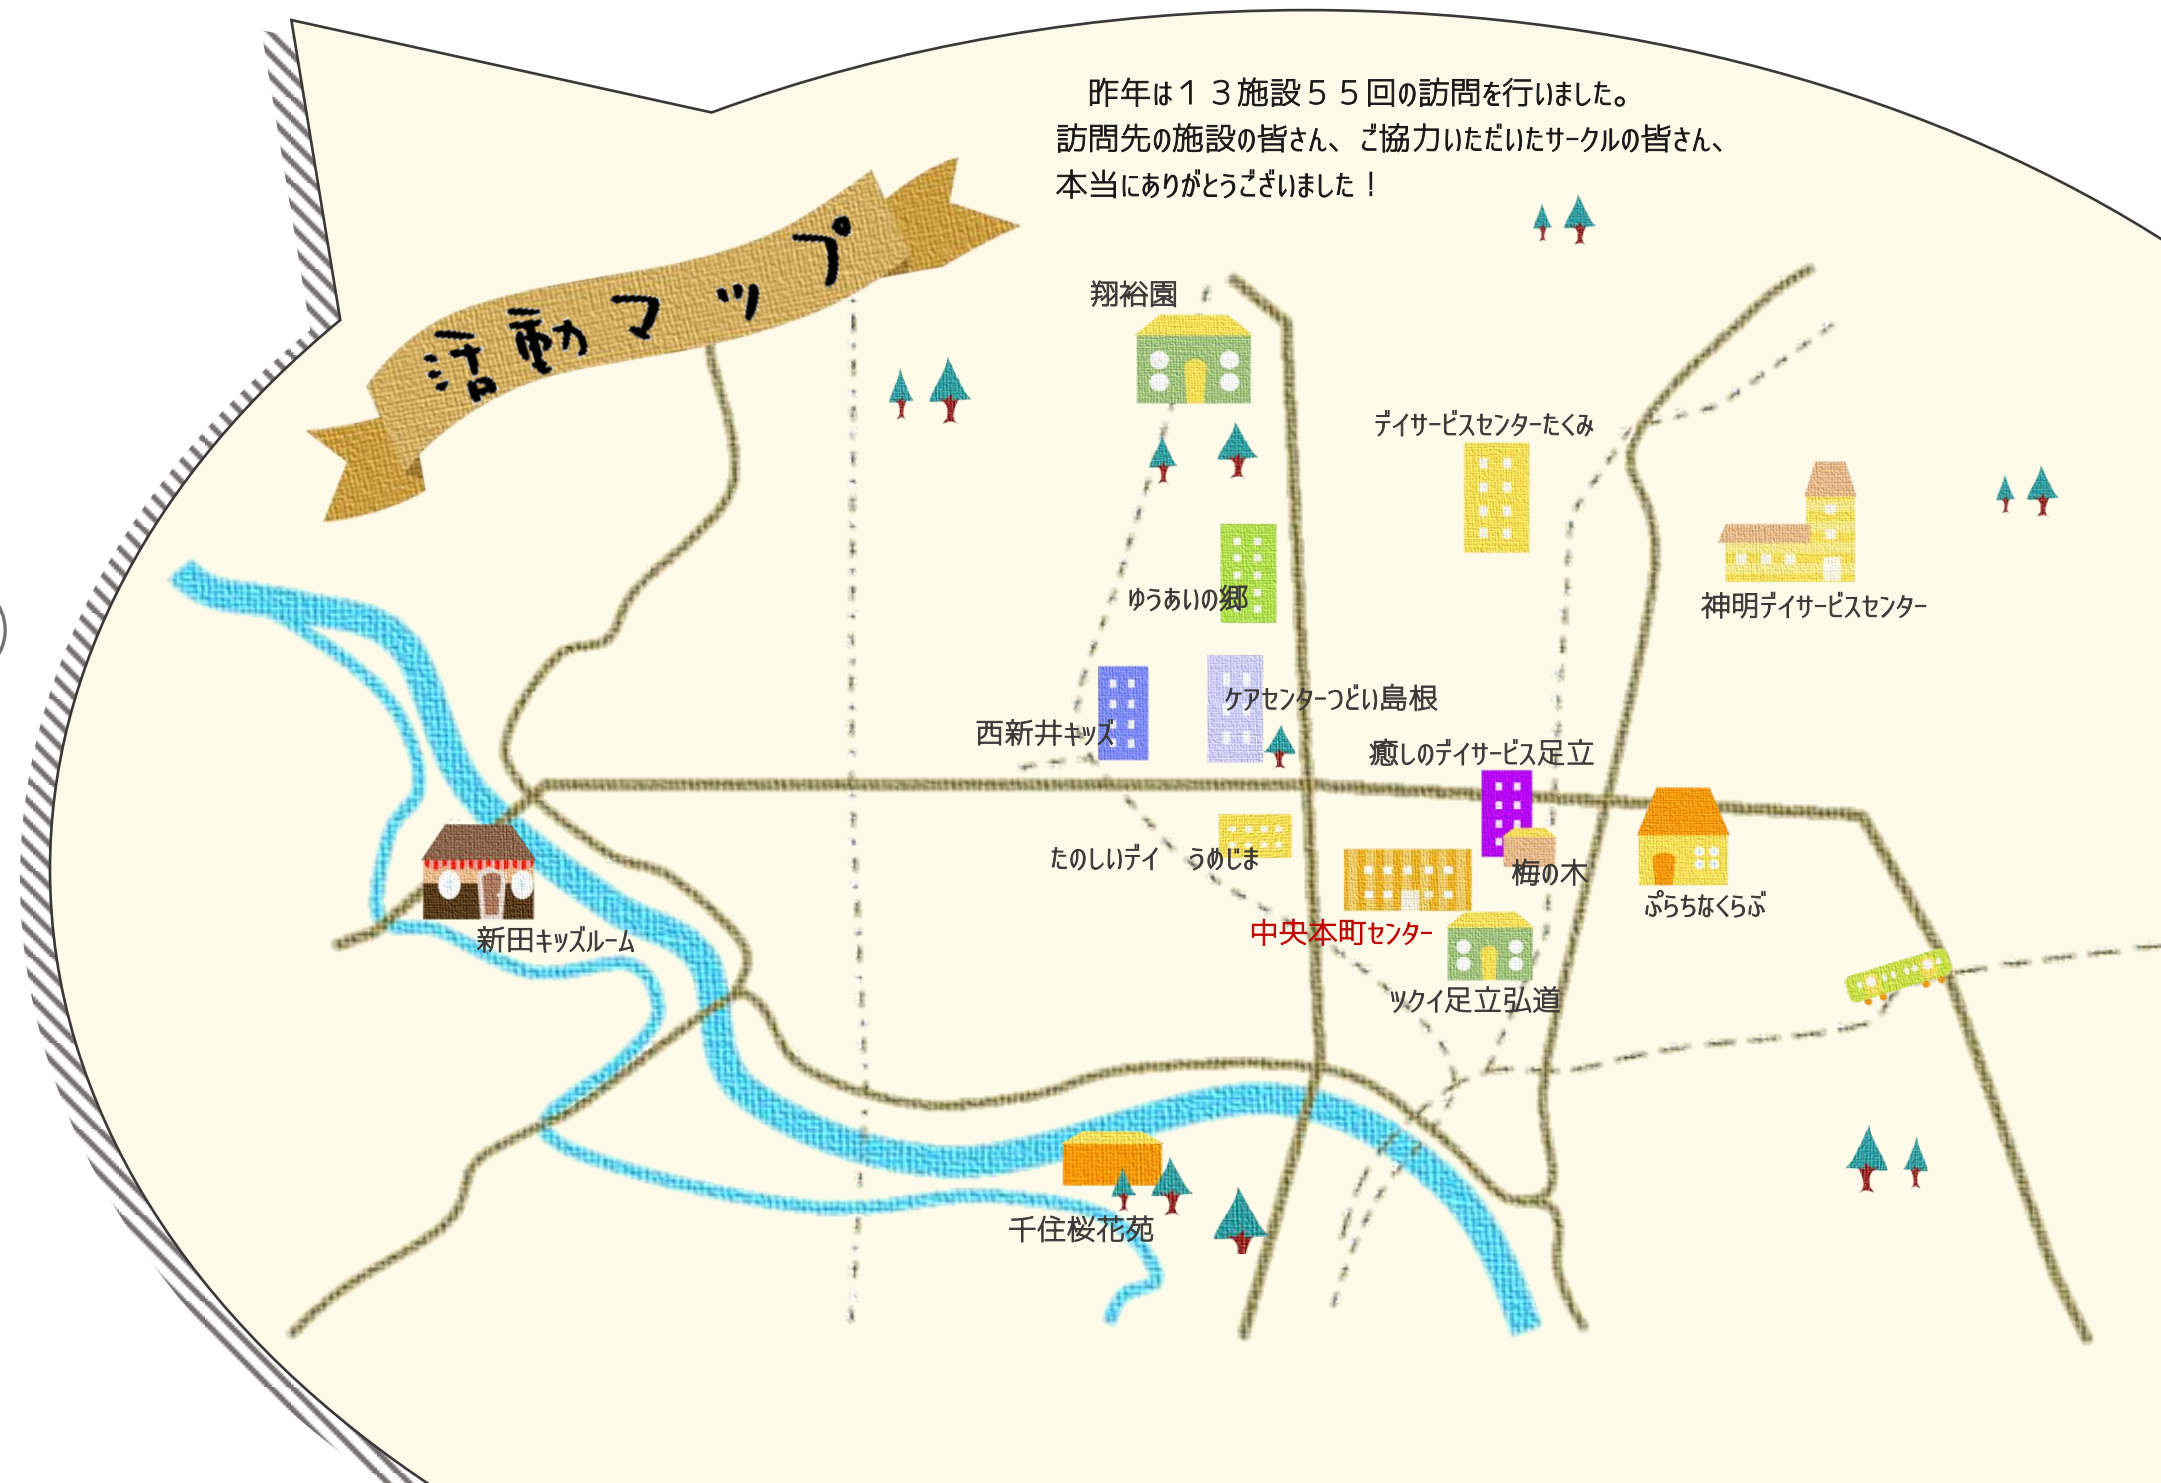 昨年は13施設55回の訪問を行いました。
訪問先の施設の皆さん、ご協力いただいたサークルの皆さん、
本当にありがとうございました！
活動マップ
翔裕園
デイサービスセンターたくみ
ゆうあいの郷
神明デイサービスセンター
ケアセンターつどい島根
西新井キッズ
癒しのデイサービス足立
たのしいデイ　うめじま
梅の木
ぷらちなくらぶ
中央本町センター
新田キッズルーム
ツクイ足立弘道
千住桜花苑